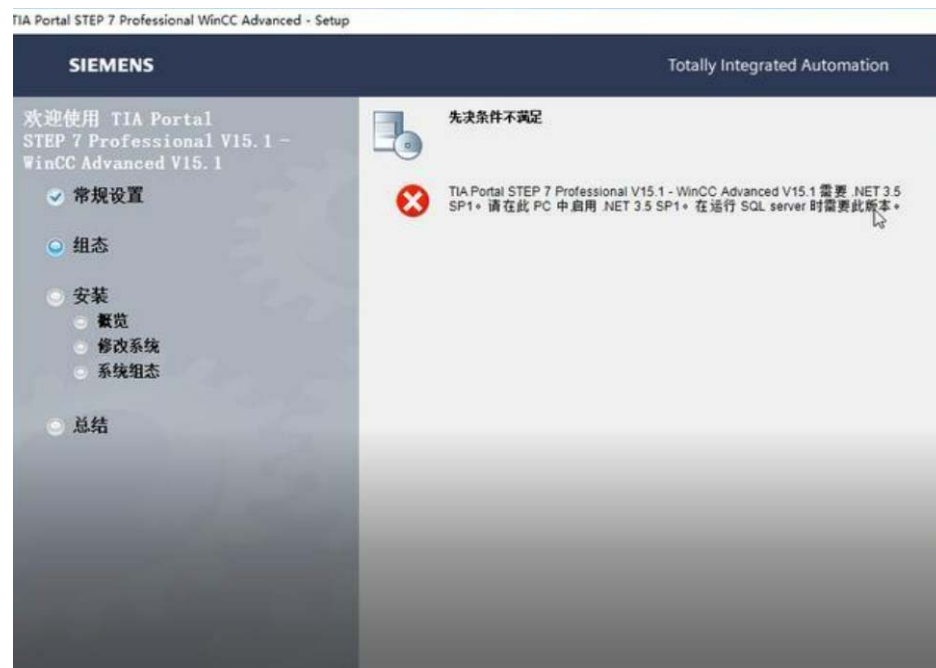 TIA Portal STEP 7 Professional WinCC Advanced - Setup
SIEMENS
Totally Integrated Automation
欢迎使用 TIA Portal
STEP 7 Professional V15.1 -
WinCC Advanced V15.1
常规设置
组态
安装
概览
修改系统
系统组态
总结
先决条件不满足
TIA Portal STEP 7 Professional V15.1 - WinCC Advanced V15.1 需要 .NET 3.5
SP1。请在此 PC 中启用 .NET 3.5 SP1。在运行 SQL server 时需要此版本。